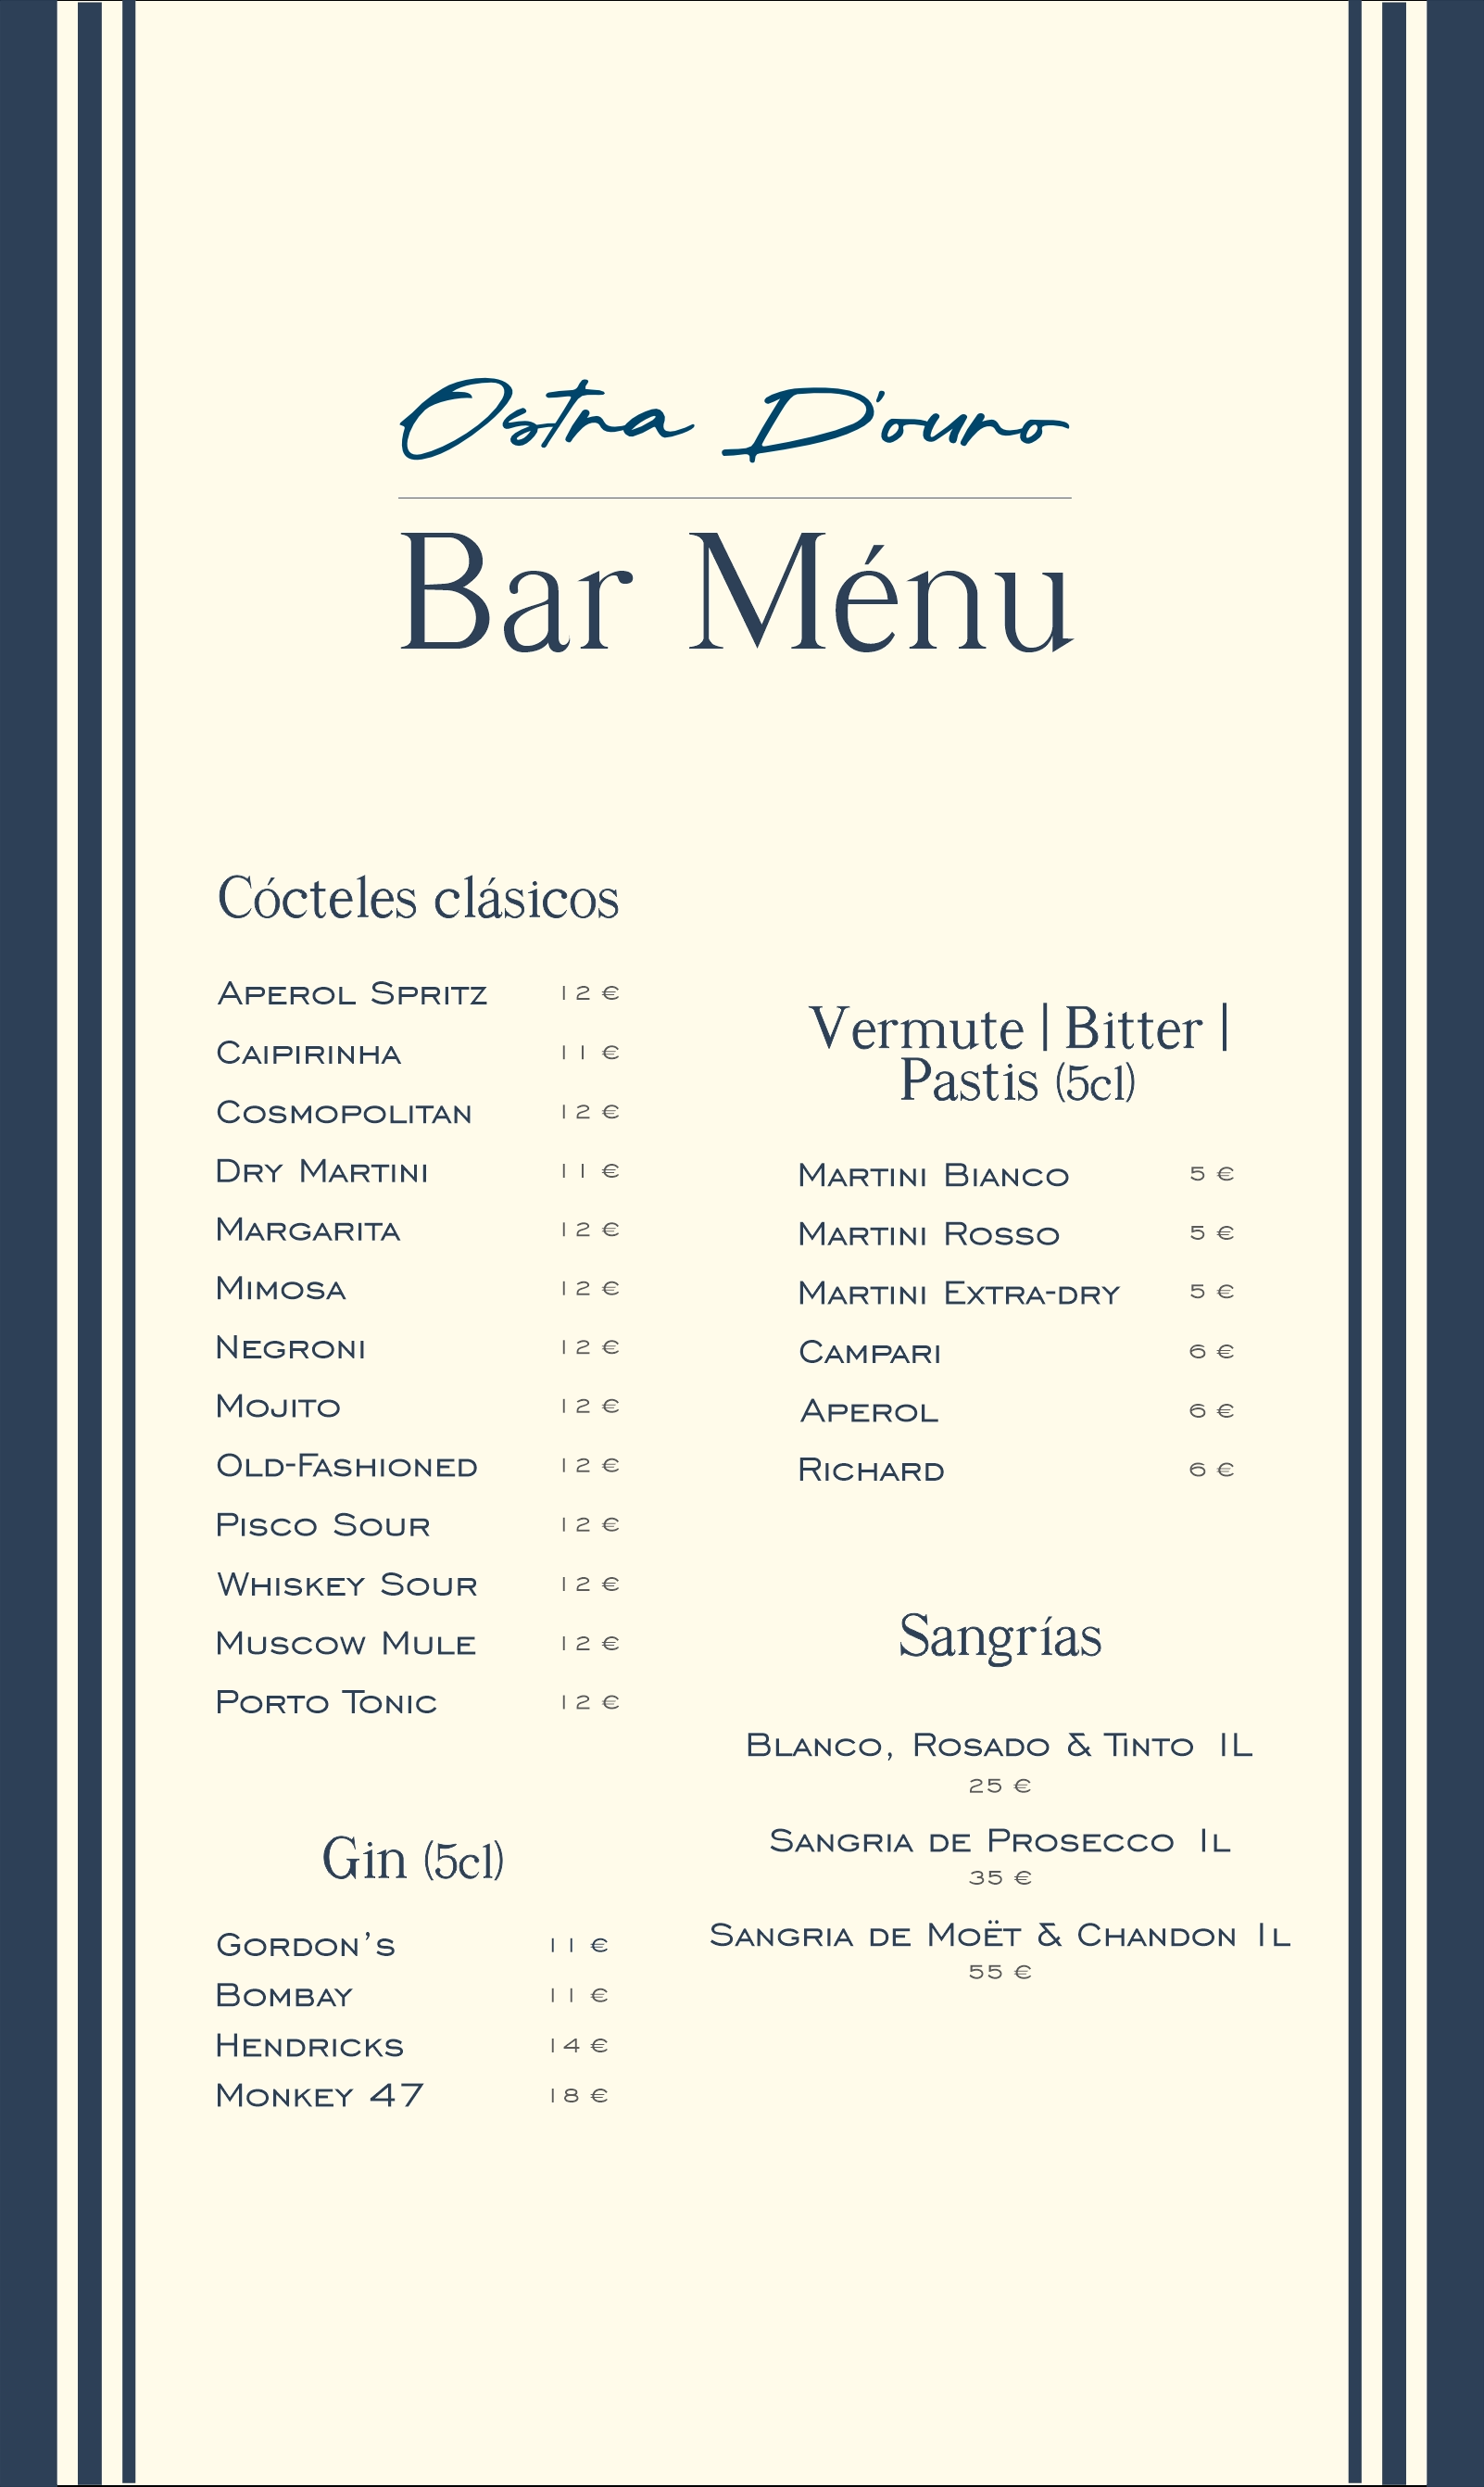 Ostra D'ouro
Bar Ménu
Cócteles clásicos
Aperol Spritz 12 €
Caipirinha 11 €
Cosmopolitan 12 €
Dry Martini 11 €
Margarita 12 €
Mimosa 12 €
Negroni 12 €
Mojito 12 €
Old-Fashioned 12 €
Pisco Sour 12 €
Whiskey Sour 12 €
Muscow Mule 12 €
Porto Tonic 12 €
Gin (5cl)
Gordon's 11 €
Bombay 11 €
Hendricks 14 €
Monkey 47 18 €
Vermute | Bitter |
Pastis (5cl)
Martini Bianco 5 €
Martini Rosso 5 €
Martini Extra-dry 5 €
Campari 6 €
Aperol 6 €
Richard 6 €
Sangrías
Blanco, Rosado & Tinto 1L
25 €
Sangria de Prosecco 1L
35 €
Sangria de Moët & Chandon 1L
55 €